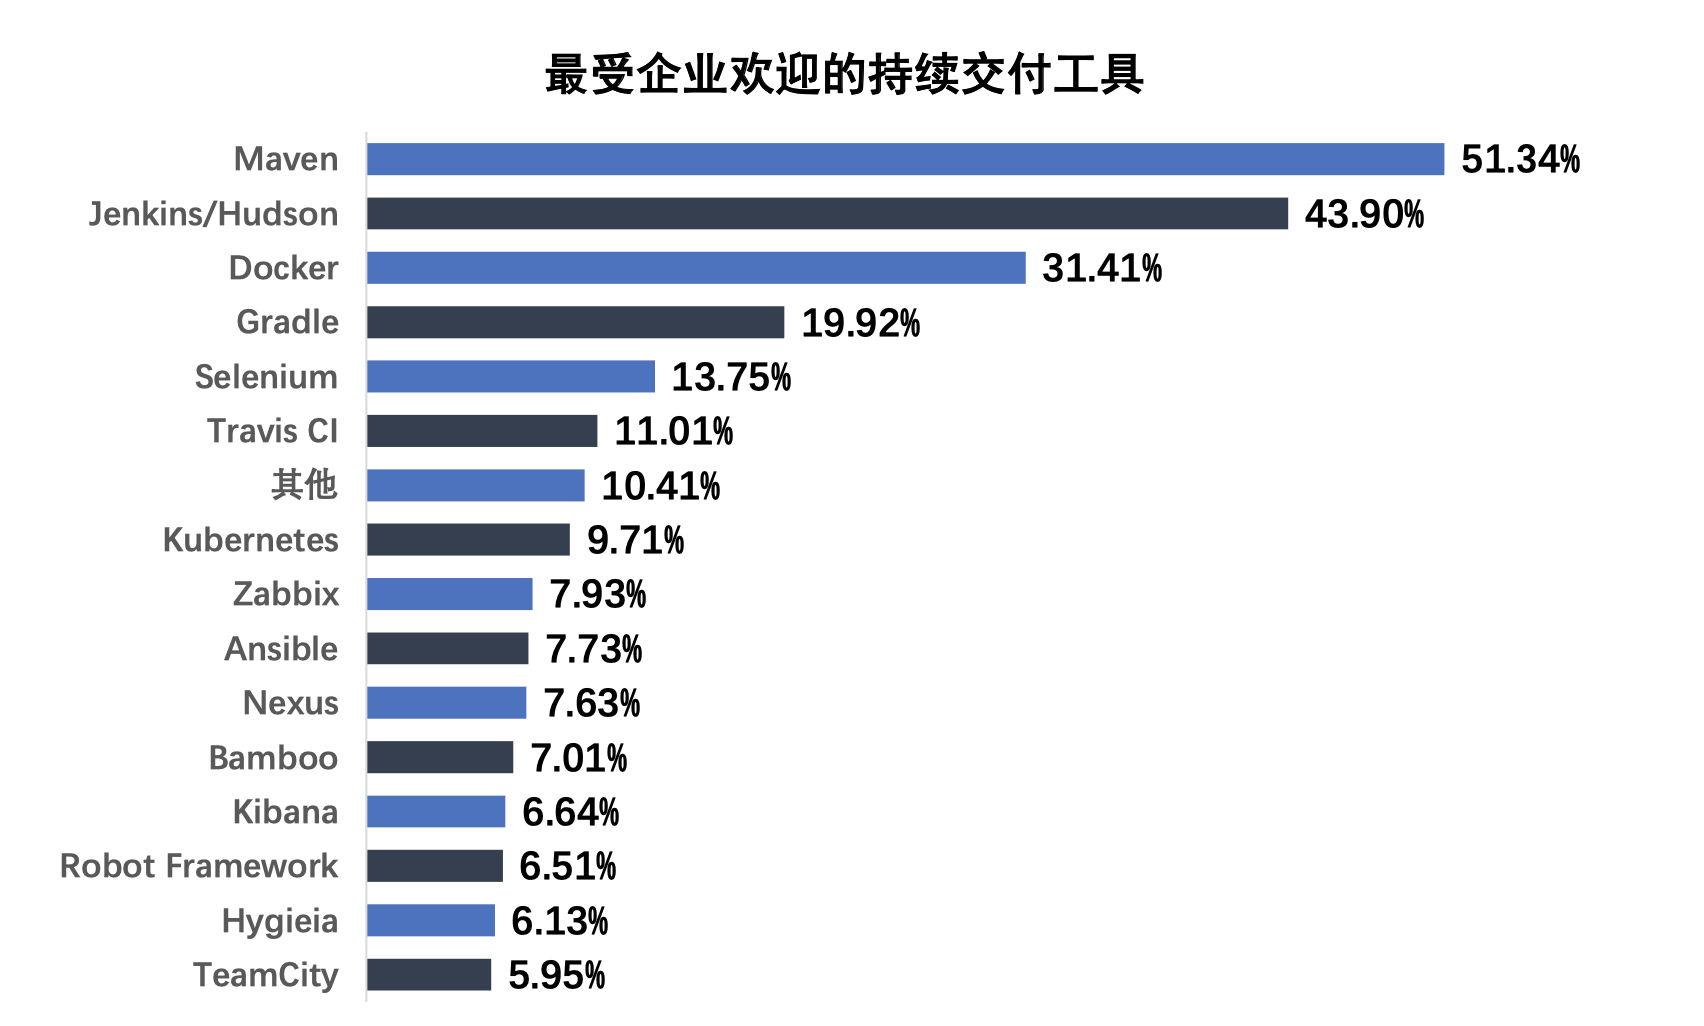 最受企业欢迎的持续交付工具
Maven 51.34%
Jenkins/Hudson 43.90%
Docker 31.41%
Gradle 19.92%
Selenium 13.75%
Travis CI 11.01%
其他 10.41%
Kubernetes 9.71%
Zabbix 7.93%
Ansible 7.73%
Nexus 7.63%
Bamboo 7.01%
Kibana 6.64%
Robot Framework 6.51%
Hygieia 6.13%
TeamCity 5.95%